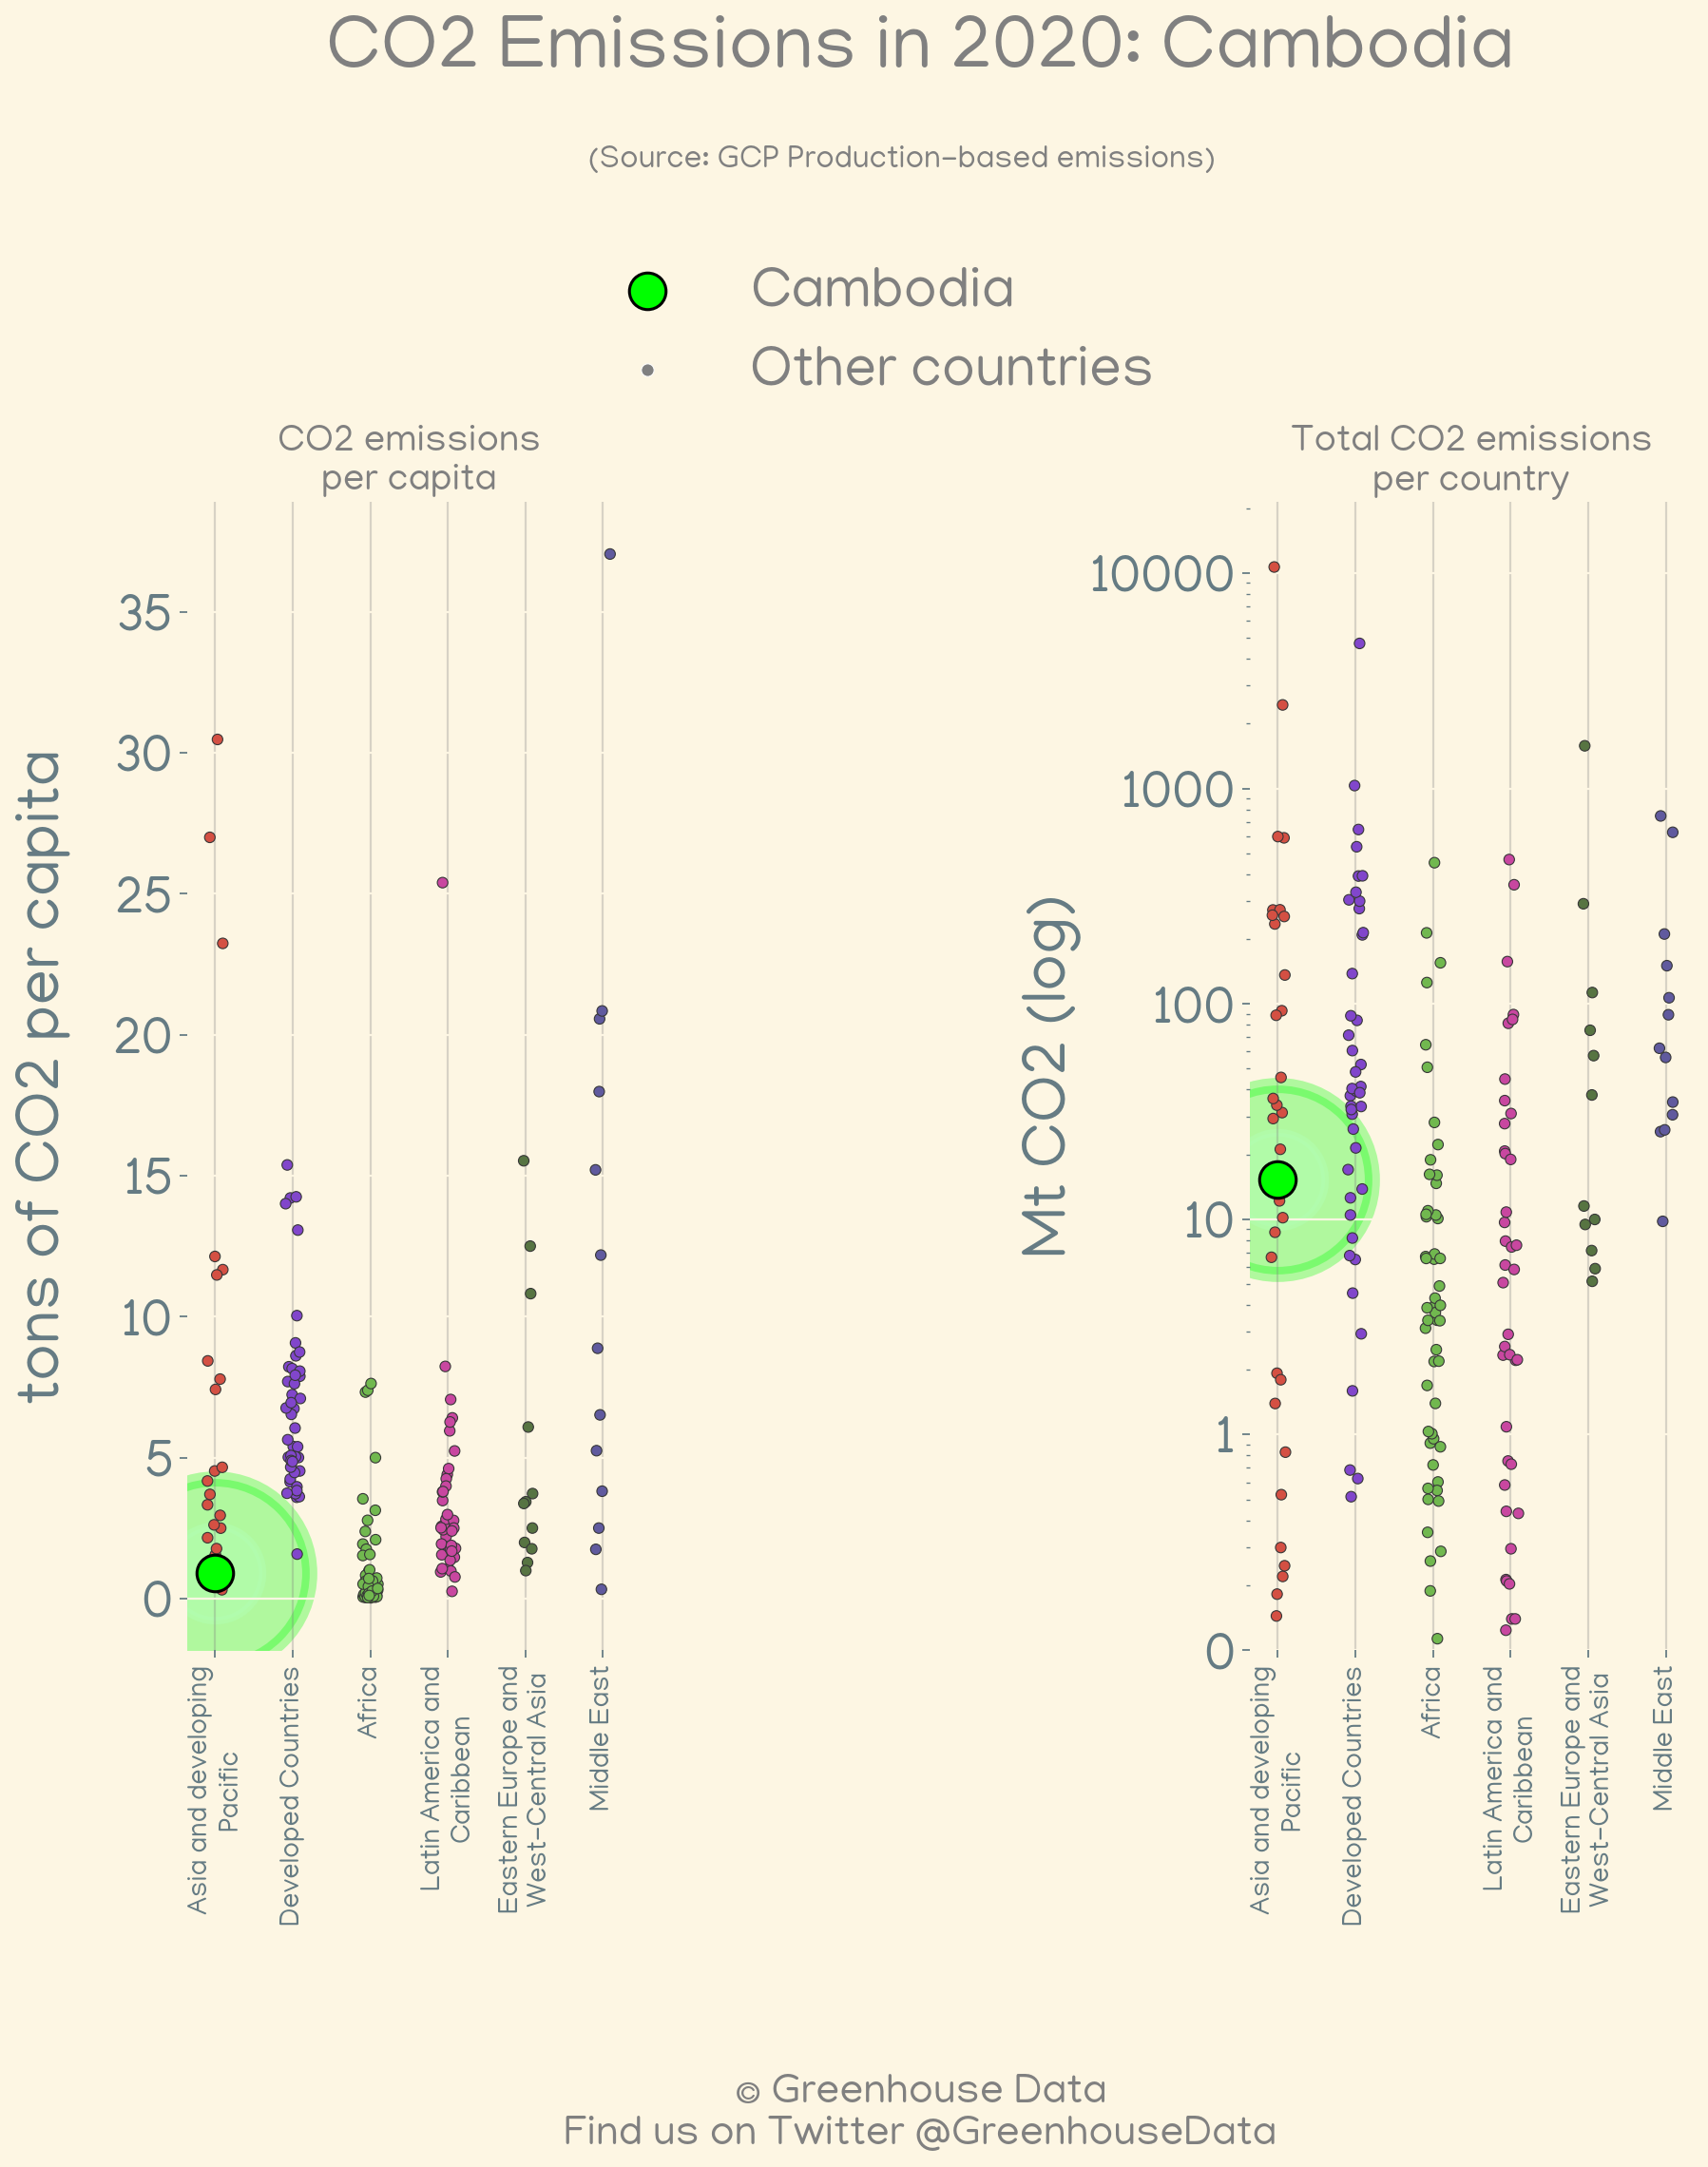 CO2 Emissions in 2020: Cambodia
(Source: GCP Production-based emissions)
Cambodia
Other countries
CO2 emissions
per capita
tons of CO2 per capita
35
30
25
20
15
10
5
0
Asia and developing
Pacific
Developed Countries
Africa
Latin America and
Caribbean
Eastern Europe and
West-Central Asia
Middle East
Total CO2 emissions
per country
Mt CO2 (log)
10000
1000
100
10
1
0
Asia and developing
Pacific
Developed Countries
Africa
Latin America and
Caribbean
Eastern Europe and
West-Central Asia
Middle East
© Greenhouse Data
Find us on Twitter @GreenhouseData